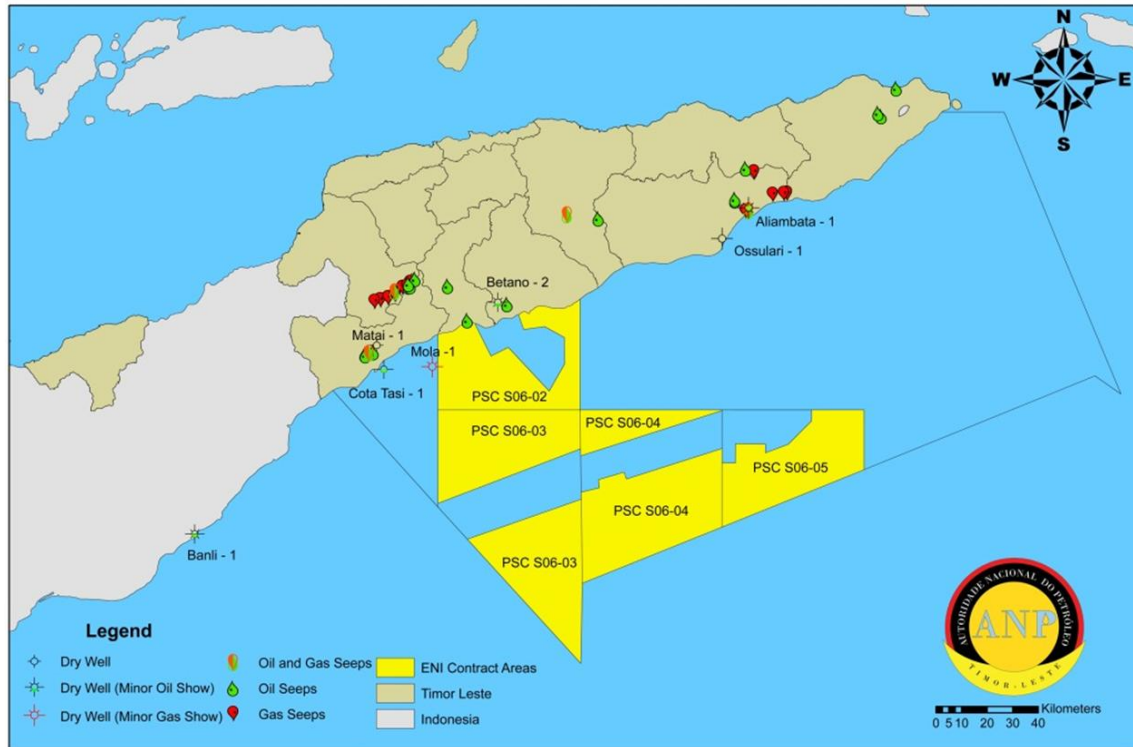 N
W E
S
Aliambata - 1
Ossulari - 1
Betano - 2
Matai - 1
Mola -1
Cota Tasi - 1
PSC S06-02
PSC S06-03
PSC S06-04
PSC S06-05
PSC S06-04
PSC S06-03
Banli - 1
Legend
Dry Well
Dry Well (Minor Oil Show)
Dry Well (Minor Gas Show)
Oil and Gas Seeps
Oil Seeps
Gas Seeps
ENI Contract Areas
Timor Leste
Indonesia
AUTORIDADE NACIONAL DO PETRÓLEO
ANP
TIMOR-LESTE
Kilometers
0 5 10 20 30 40